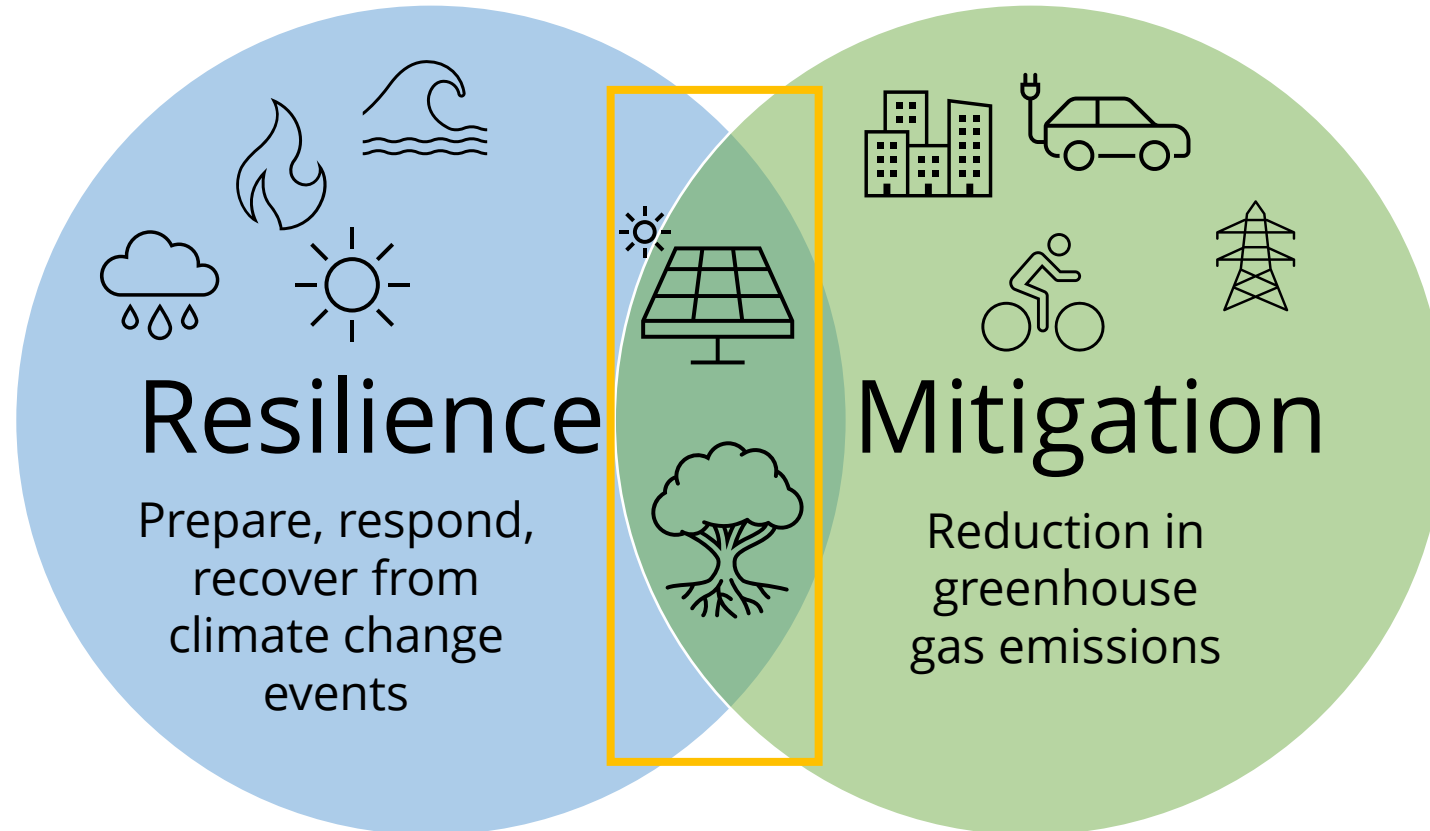 Resilience
Prepare, respond,
recover from
climate change
events
Mitigation
Reduction in
greenhouse
gas emissions